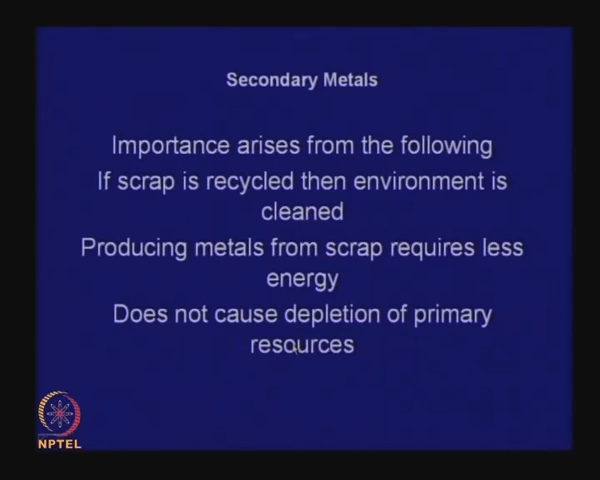 Secondary Metals
Importance arises from the following
If scrap is recycled then environment is
cleaned
Producing metals from scrap requires less
energy
Does not cause depletion of primary
resources
NPTEL